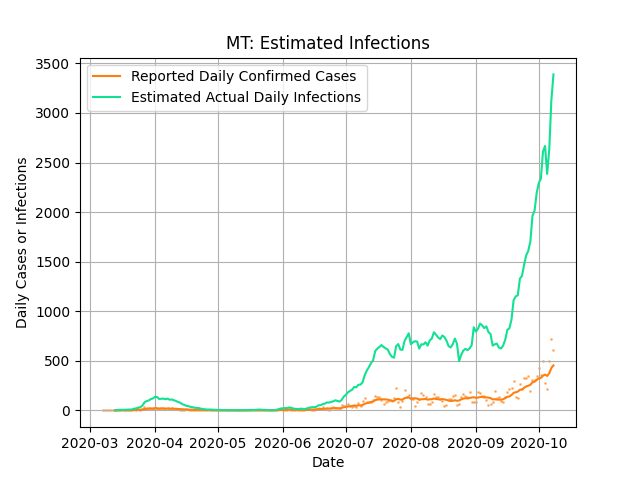 MT: Estimated Infections
Reported Daily Confirmed Cases
Estimated Actual Daily Infections
Daily Cases or Infections
3500
3000
2500
2000
1500
1000
500
0
2020-03 2020-04 2020-05 2020-06 2020-07 2020-08 2020-09 2020-10
Date